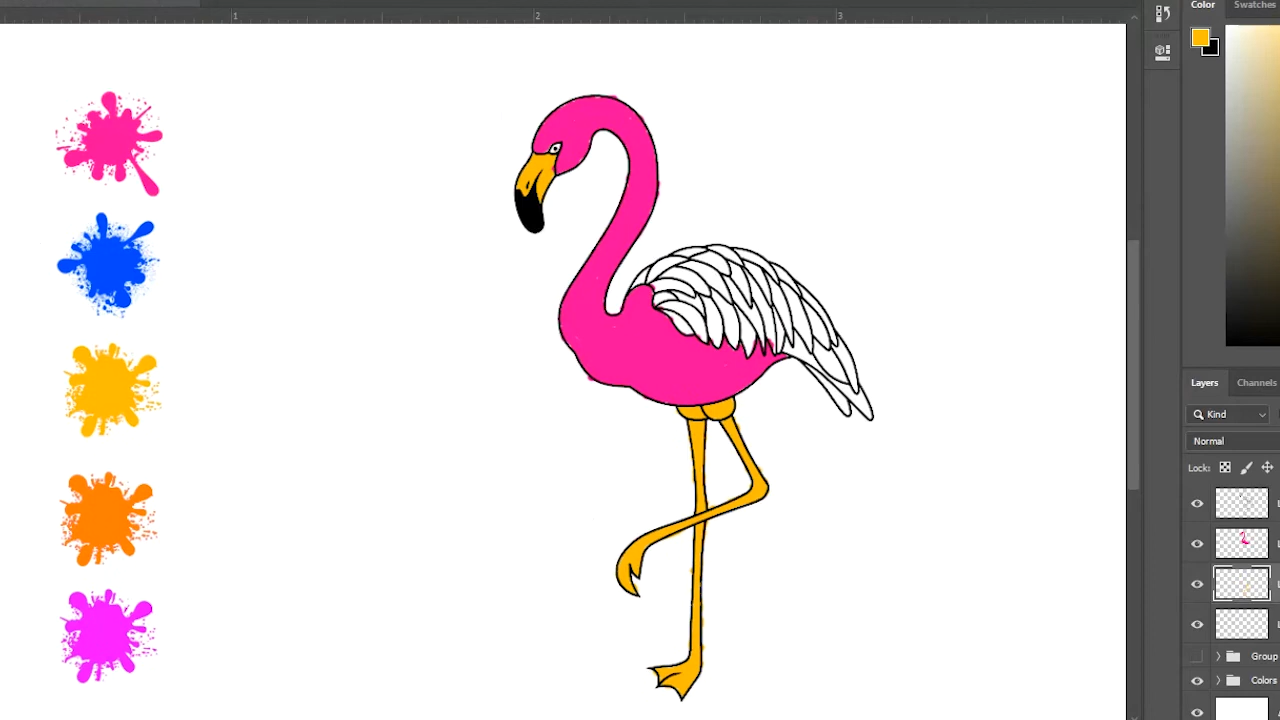 1
2
3
Color
Swatches
Layers
Channels
Kind
Normal
Lock:
Group
Colors